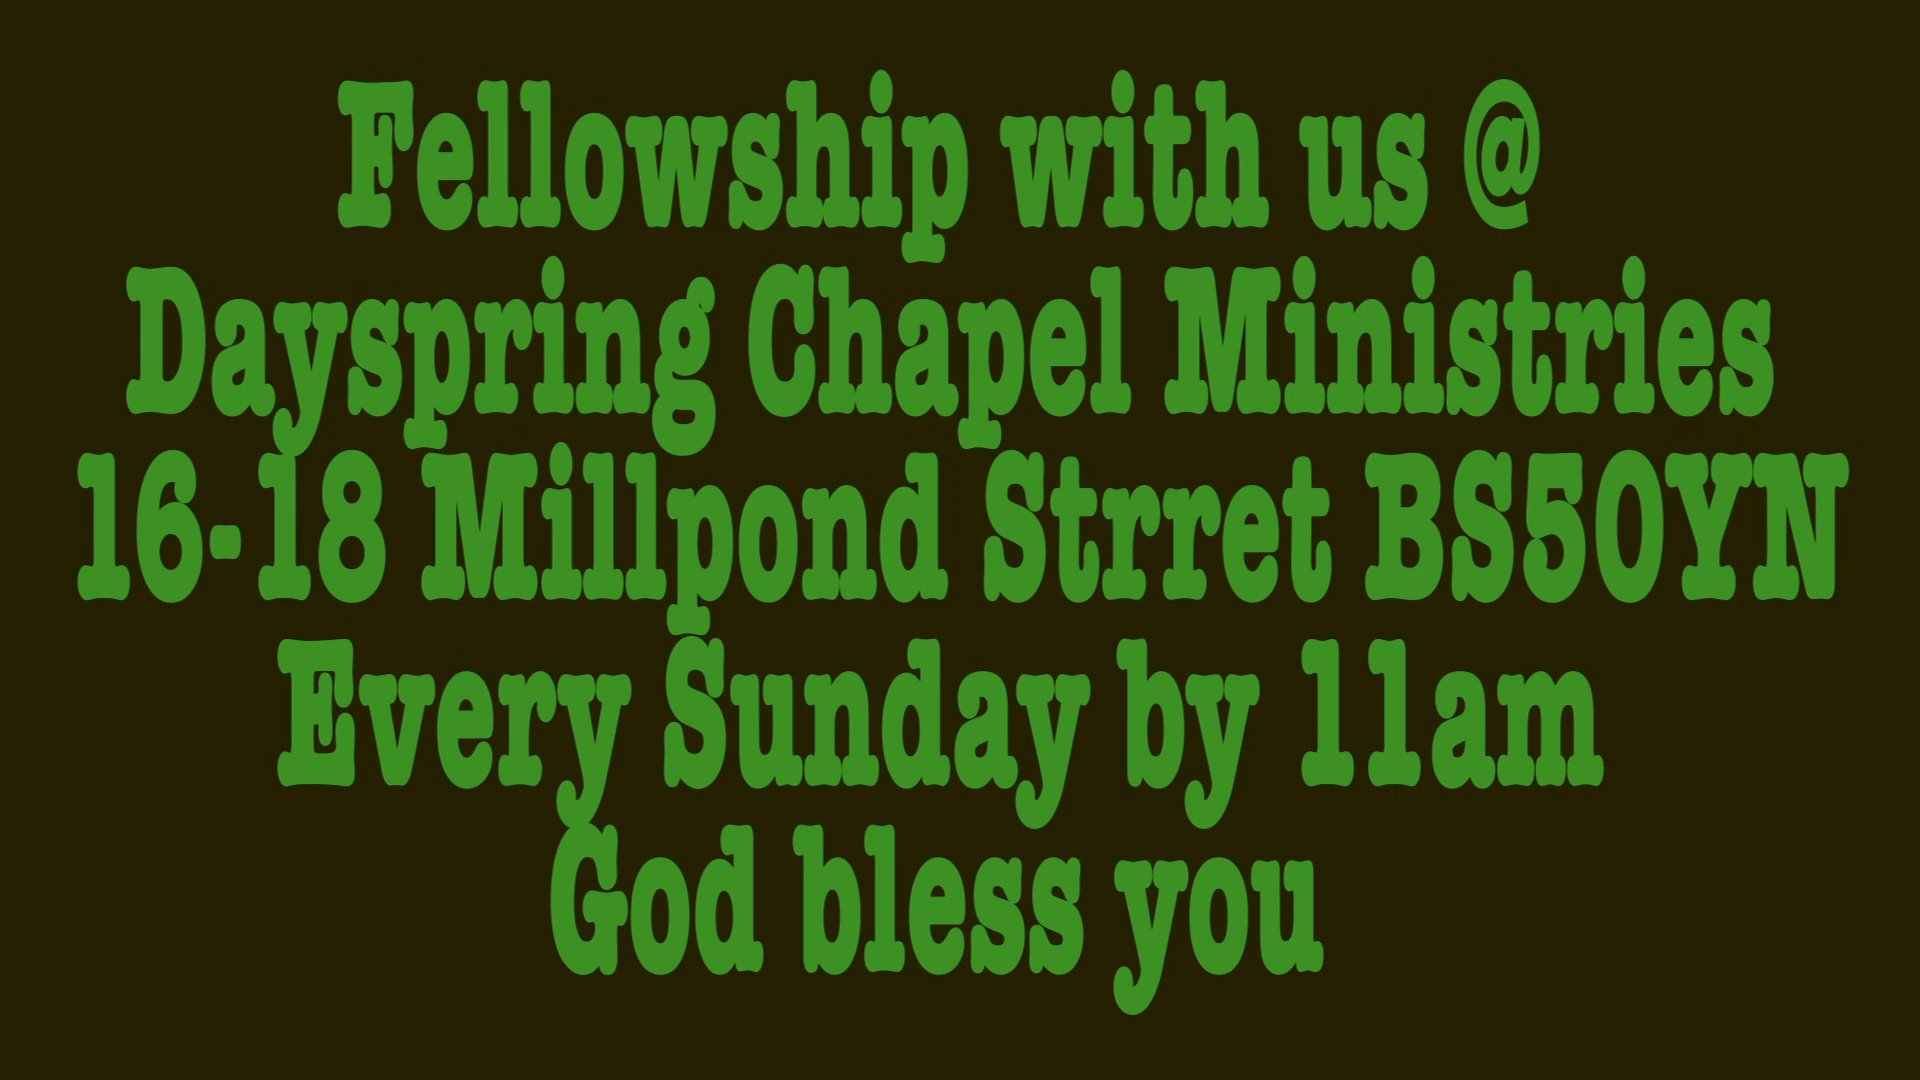 Fellowship with us @
Dayspring Chapel Ministries
16-18 Millpond Strret BS50YN
Every Sunday by 11am
God bless you